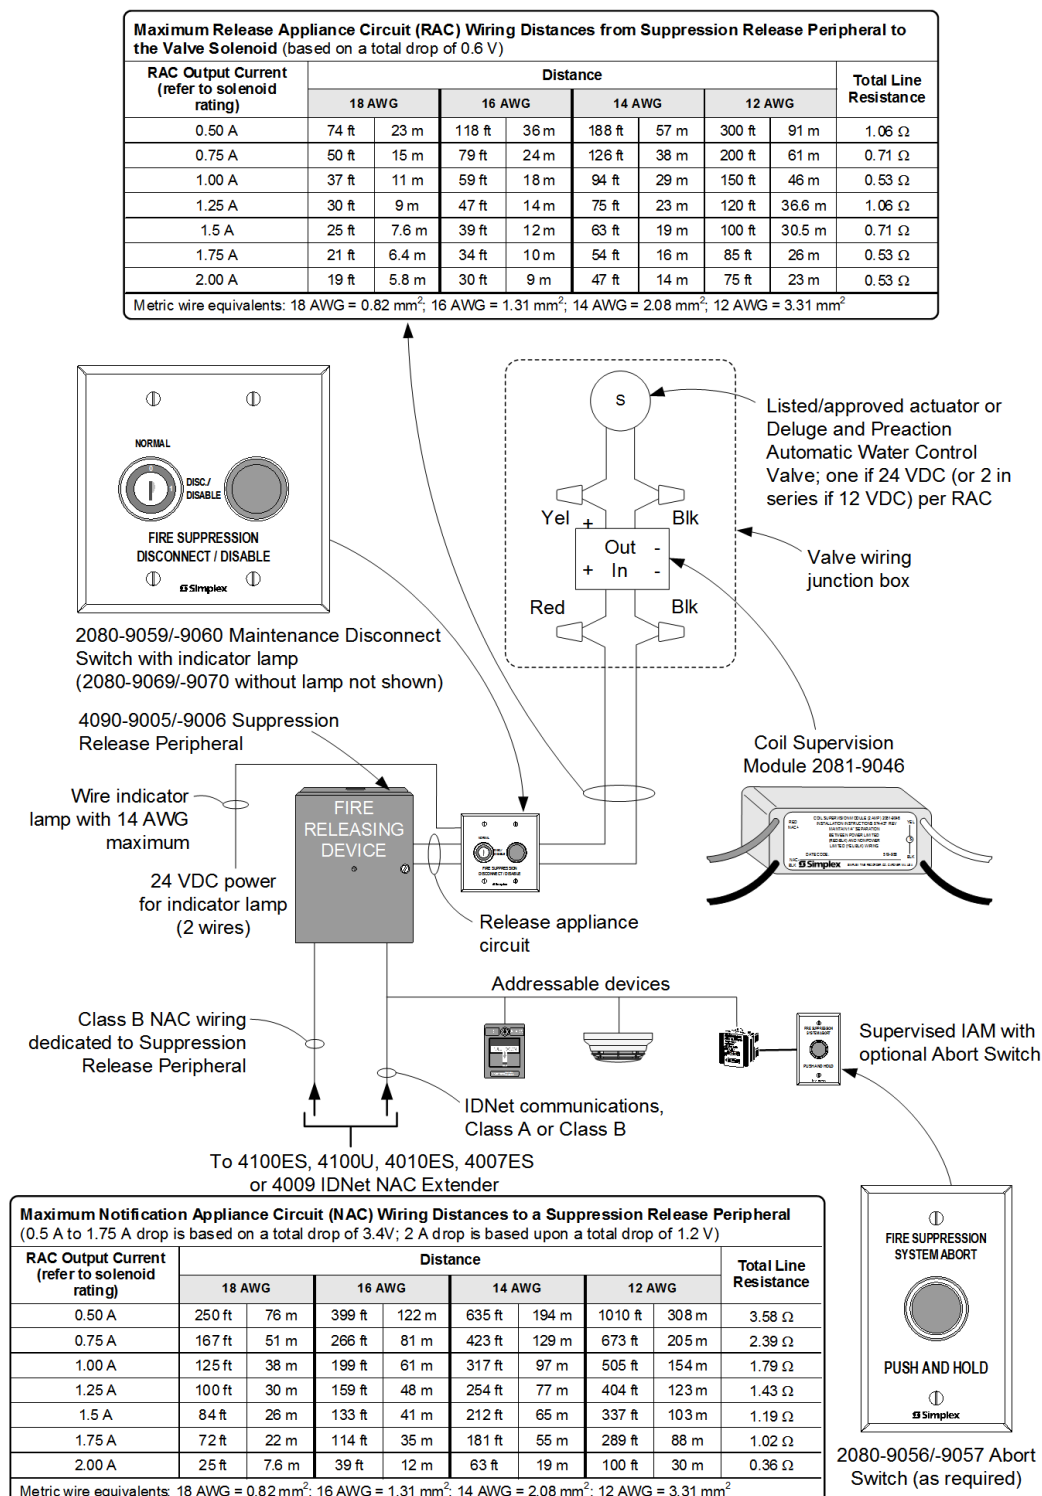 Maximum Release Appliance Circuit (RAC) Wiring Distances from Suppression Release Peripheral to
the Valve Solenoid (based on a total drop of 0.6 V)
RAC Output Current (refer to solenoid rating) Distance Total Line Resistance
18 AWG 16 AWG 14 AWG 12 AWG
0.50 A 74 ft 23 m 118 ft 36 m 188 ft 57 m 300 ft 91 m 1.06 Ω
0.75 A 50 ft 15 m 79 ft 24 m 126 ft 38 m 200 ft 61 m 0.71 Ω
1.00 A 37 ft 11 m 59 ft 18 m 94 ft 29 m 150 ft 46 m 0.53 Ω
1.25 A 30 ft 9 m 47 ft 14 m 75 ft 23 m 120 ft 36.6 m 1.06 Ω
1.5 A 25 ft 7.6 m 39 ft 12 m 63 ft 19 m 100 ft 30.5 m 0.71 Ω
1.75 A 21 ft 6.4 m 34 ft 10 m 54 ft 16 m 85 ft 26 m 0.53 Ω
2.00 A 19 ft 5.8 m 30 ft 9 m 47 ft 14 m 75 ft 23 m 0.53 Ω
Metric wire equivalents: 18 AWG = 0.82 mm²; 16 AWG = 1.31 mm²; 14 AWG = 2.08 mm²; 12 AWG = 3.31 mm²
NORMAL
DISC./
DISABLE
FIRE SUPPRESSION
DISCONNECT / DISABLE
Simplex
2080-9059/-9060 Maintenance Disconnect
Switch with indicator lamp
(2080-9069/-9070 without lamp not shown)
S
Listed/approved actuator or
Deluge and Preaction
Automatic Water Control
Valve; one if 24 VDC (or 2 in
series if 12 VDC) per RAC
Yel + Blk
Out -
+ In -
Red Blk
Valve wiring
junction box
4090-9005/-9006 Suppression
Release Peripheral
Coil Supervision
Module 2081-9046
Wire indicator
lamp with 14 AWG
maximum
FIRE
RELEASING
DEVICE
NORMAL
FIRE SUPPRESSION
DISCONNECT / DISABLE
Simplex
RED
NAC+
YEL
BETWEEN POWER LIMITED
DATE CODE:
NAC-
BLK
BLK
Simplex
24 VDC power
for indicator lamp
(2 wires)
Release appliance
circuit
Addressable devices
Class B NAC wiring
dedicated to Suppression
Release Peripheral
FIRE SUPPRESSION
SYSTEM ABORT
PUSH AND HOLD
Supervised IAM with
optional Abort Switch
IDNet communications,
Class A or Class B
To 4100ES, 4100U, 4010ES, 4007ES
or 4009 IDNet NAC Extender
Maximum Notification Appliance Circuit (NAC) Wiring Distances to a Suppression Release Peripheral
(0.5 A to 1.75 A drop is based on a total drop of 3.4V; 2 A drop is based upon a total drop of 1.2 V)
RAC Output Current (refer to solenoid rating) Distance Total Line Resistance
18 AWG 16 AWG 14 AWG 12 AWG
0.50 A 250 ft 76 m 399 ft 122 m 635 ft 194 m 1010 ft 308 m 3.58 Ω
0.75 A 167 ft 51 m 266 ft 81 m 423 ft 129 m 673 ft 205 m 2.39 Ω
1.00 A 125 ft 38 m 199 ft 61 m 317 ft 97 m 505 ft 154 m 1.79 Ω
1.25 A 100 ft 30 m 159 ft 48 m 254 ft 77 m 404 ft 123 m 1.43 Ω
1.5 A 84 ft 26 m 133 ft 41 m 212 ft 65 m 337 ft 103 m 1.19 Ω
1.75 A 72 ft 22 m 114 ft 35 m 181 ft 55 m 289 ft 88 m 1.02 Ω
2.00 A 25 ft 7.6 m 39 ft 12 m 63 ft 19 m 100 ft 30 m 0.36 Ω
Metric wire equivalents: 18 AWG = 0.82 mm²; 16 AWG = 1.31 mm²; 14 AWG = 2.08 mm²; 12 AWG = 3.31 mm²
FIRE SUPPRESSION
SYSTEM ABORT
PUSH AND HOLD
Simplex
2080-9056/-9057 Abort
Switch (as required)